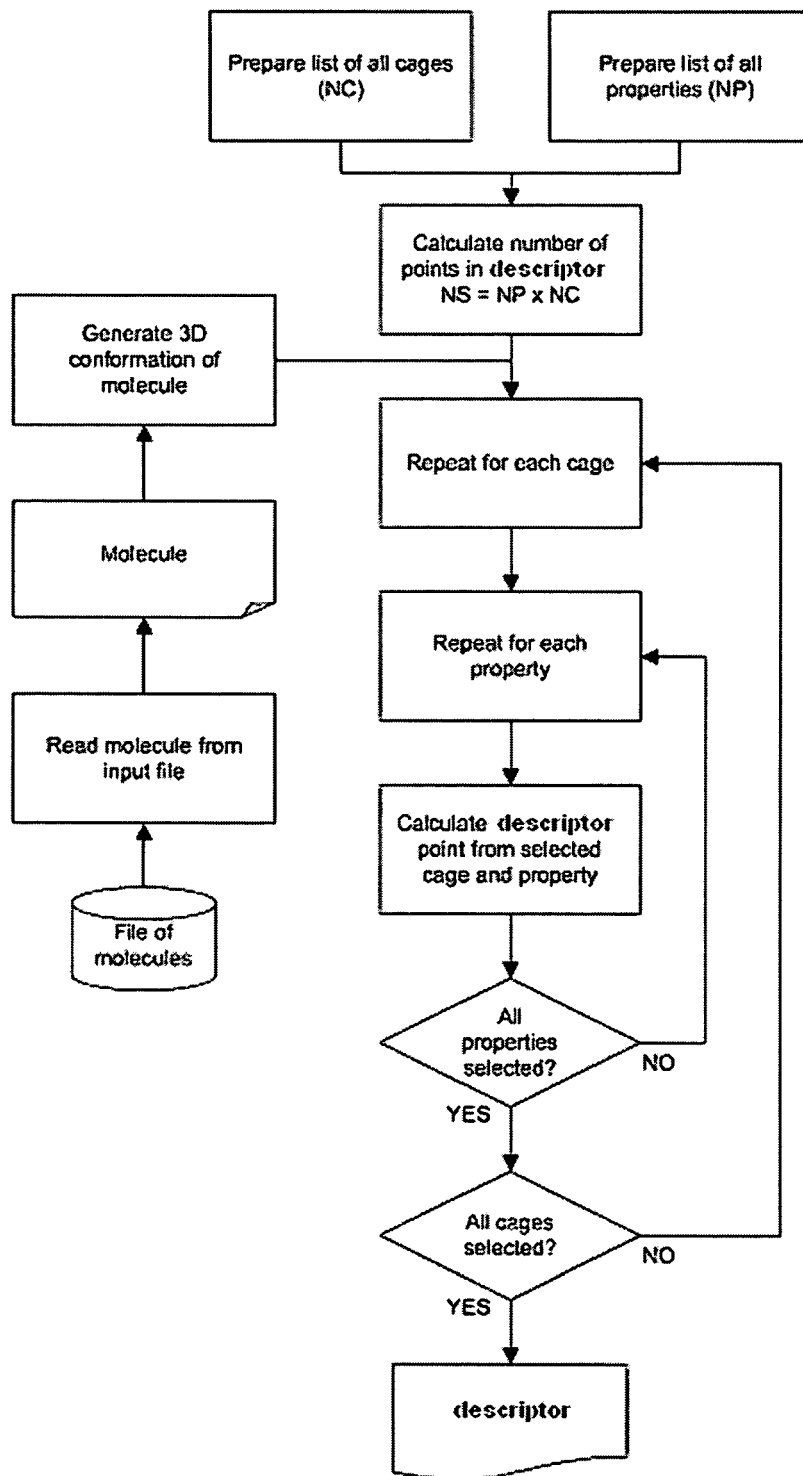 Prepare list of all cages
(NC)
Prepare list of all
properties (NP)
Calculate number of
points in descriptor
NS = NP x NC
Generate 3D
conformation of
molecule
Repeat for each cage
Molecule
Repeat for each
property
Read molecule from
input file
Calculate descriptor
point from selected
cage and property
File of
molecules
All
properties
selected?
NO
YES
All cages
selected?
NO
YES
descriptor